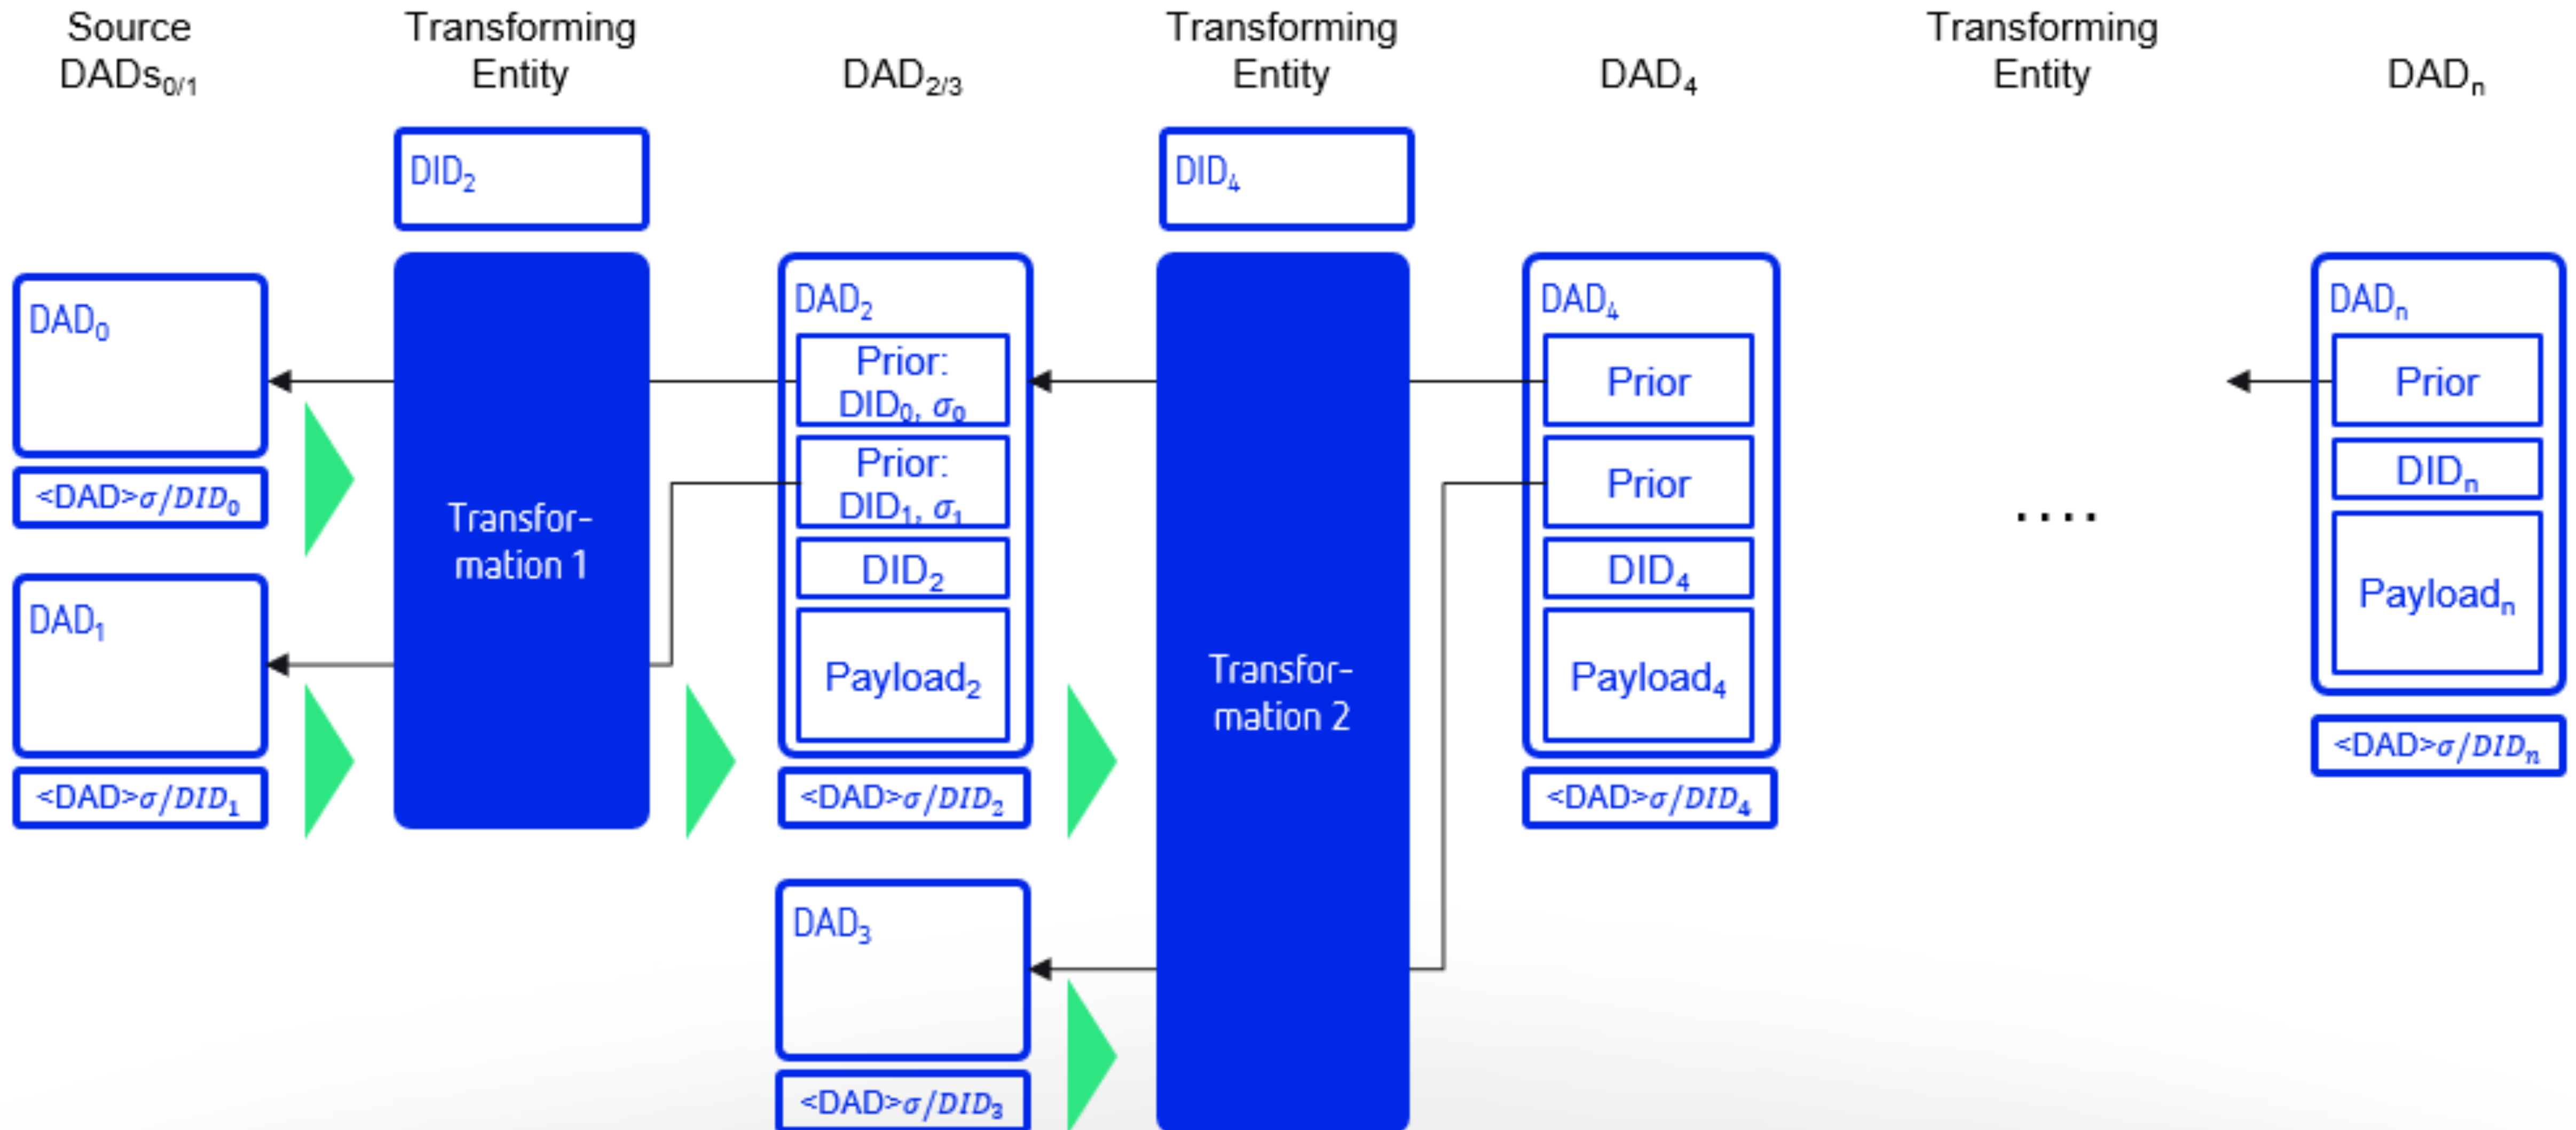 Source
DADs₀/₁
Transforming
Entity
DAD₂/₃
Transforming
Entity
DAD₄
Transforming
Entity
DADₙ
DID₂
DID₄
DAD₀
<DAD>σ/DID₀
DAD₁
<DAD>σ/DID₁
Transfor-
mation 1
DAD₂
Prior:
DID₀, σ₀
Prior:
DID₁, σ₁
DID₂
Payload₂
<DAD>σ/DID₂
DAD₃
<DAD>σ/DID₃
Transfor-
mation 2
DAD₄
Prior
Prior
DID₄
Payload₄
<DAD>σ/DID₄
....
DADₙ
Prior
DIDₙ
Payloadₙ
<DAD>σ/DIDₙ